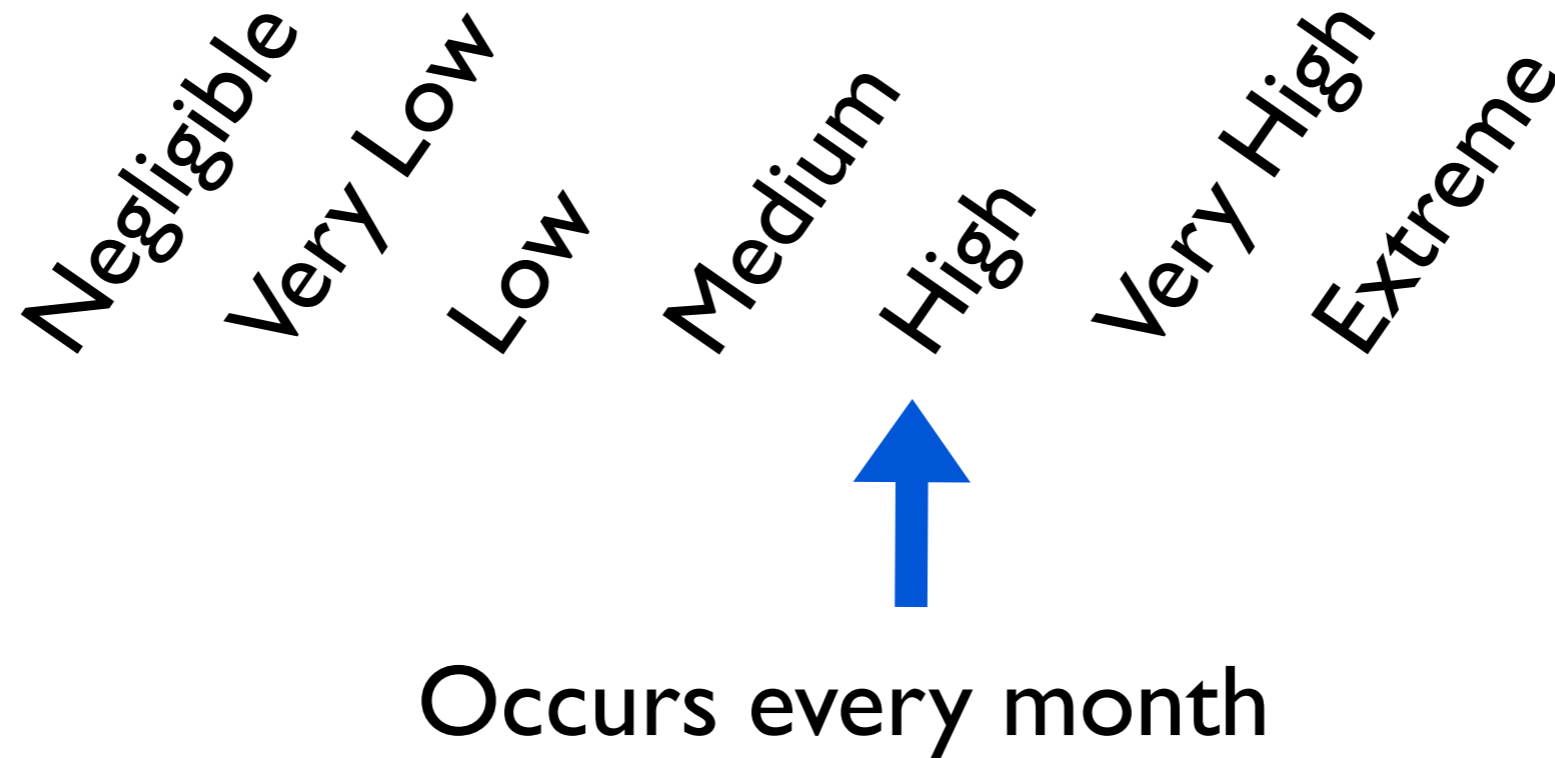 Negligible
Very Low
Low
Medium
High
Very High
Extreme
Occurs every month